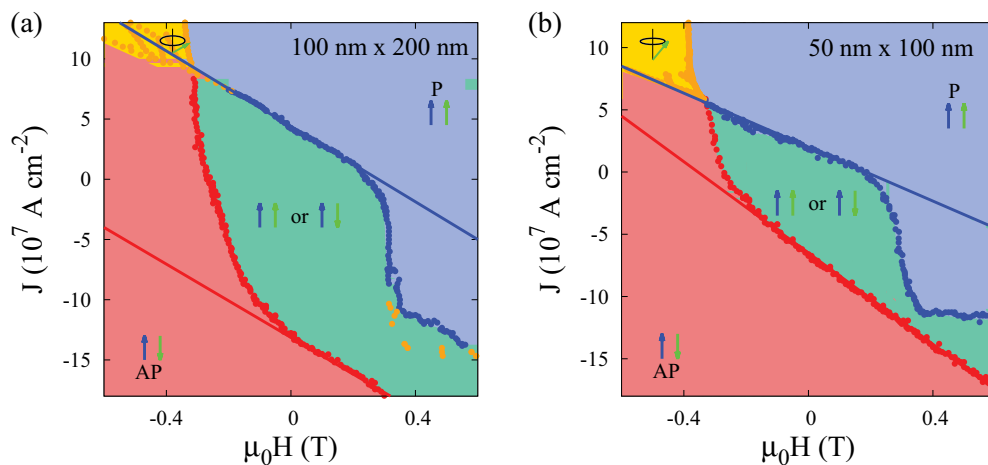 (a)
100 nm x 200 nm
P
or
AP
J (10⁷ A cm⁻²)
10
5
0
-5
-10
-15
-0.4
0
0.4
μ₀H (T)
(b)
50 nm x 100 nm
P
or
AP
J (10⁷ A cm⁻²)
10
5
0
-5
-10
-15
-0.4
0
0.4
μ₀H (T)